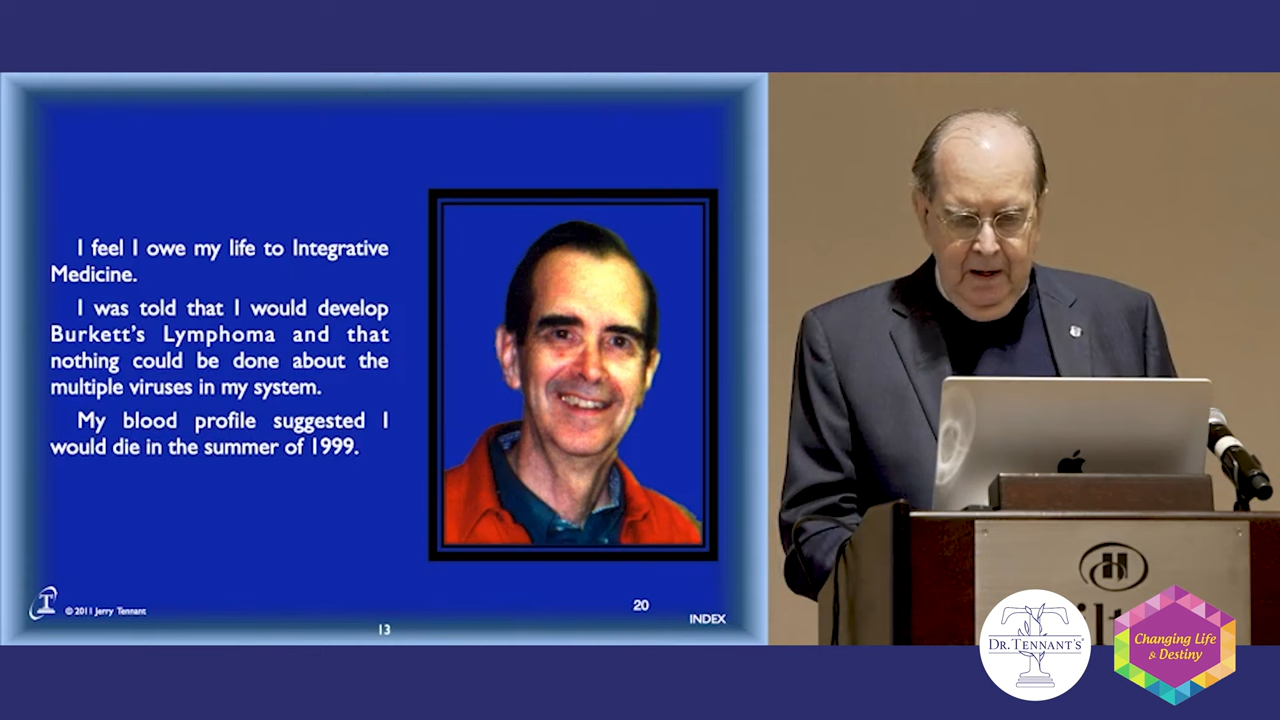 I feel I owe my life to Integrative
Medicine.
I was told that I would develop
Burkett's Lymphoma and that
nothing could be done about the
multiple viruses in my system.
My blood profile suggested I
would die in the summer of 1999.
© 2011 Jerry Tennant
20
INDEX
13
H
DR. TENNANT'S®
Changing Life
& Destiny